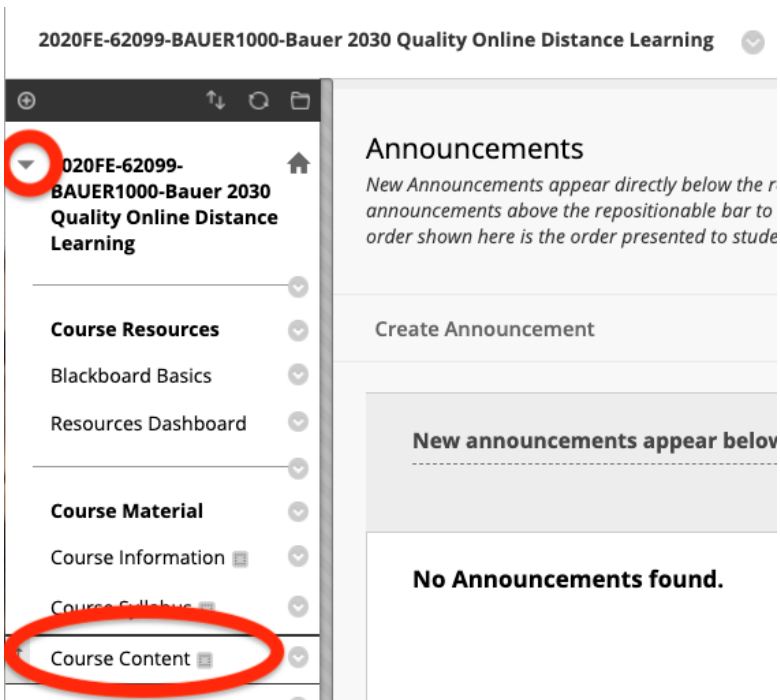 2020FE-62099-BAUER1000-Bauer 2030 Quality Online Distance Learning
2020FE-62099-
BAUER1000-Bauer 2030
Quality Online Distance
Learning
Course Resources
Blackboard Basics
Resources Dashboard
Course Material
Course Information
Course Syllabus
Course Content
Announcements
New Announcements appear directly below the
announcements above the repositionable bar to
order shown here is the order presented to
Create Announcement
New announcements appear
No Announcements found.